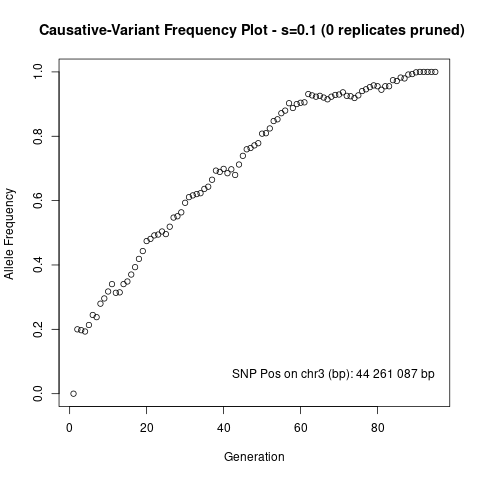 Causative-Variant Frequency Plot - s=0.1 (0 replicates pruned)
1.0
0.8
0.6
0.4
0.2
0.0
Allele Frequency
SNP Pos on chr3 (bp): 44 261 087 bp
0 20 40 60 80
Generation